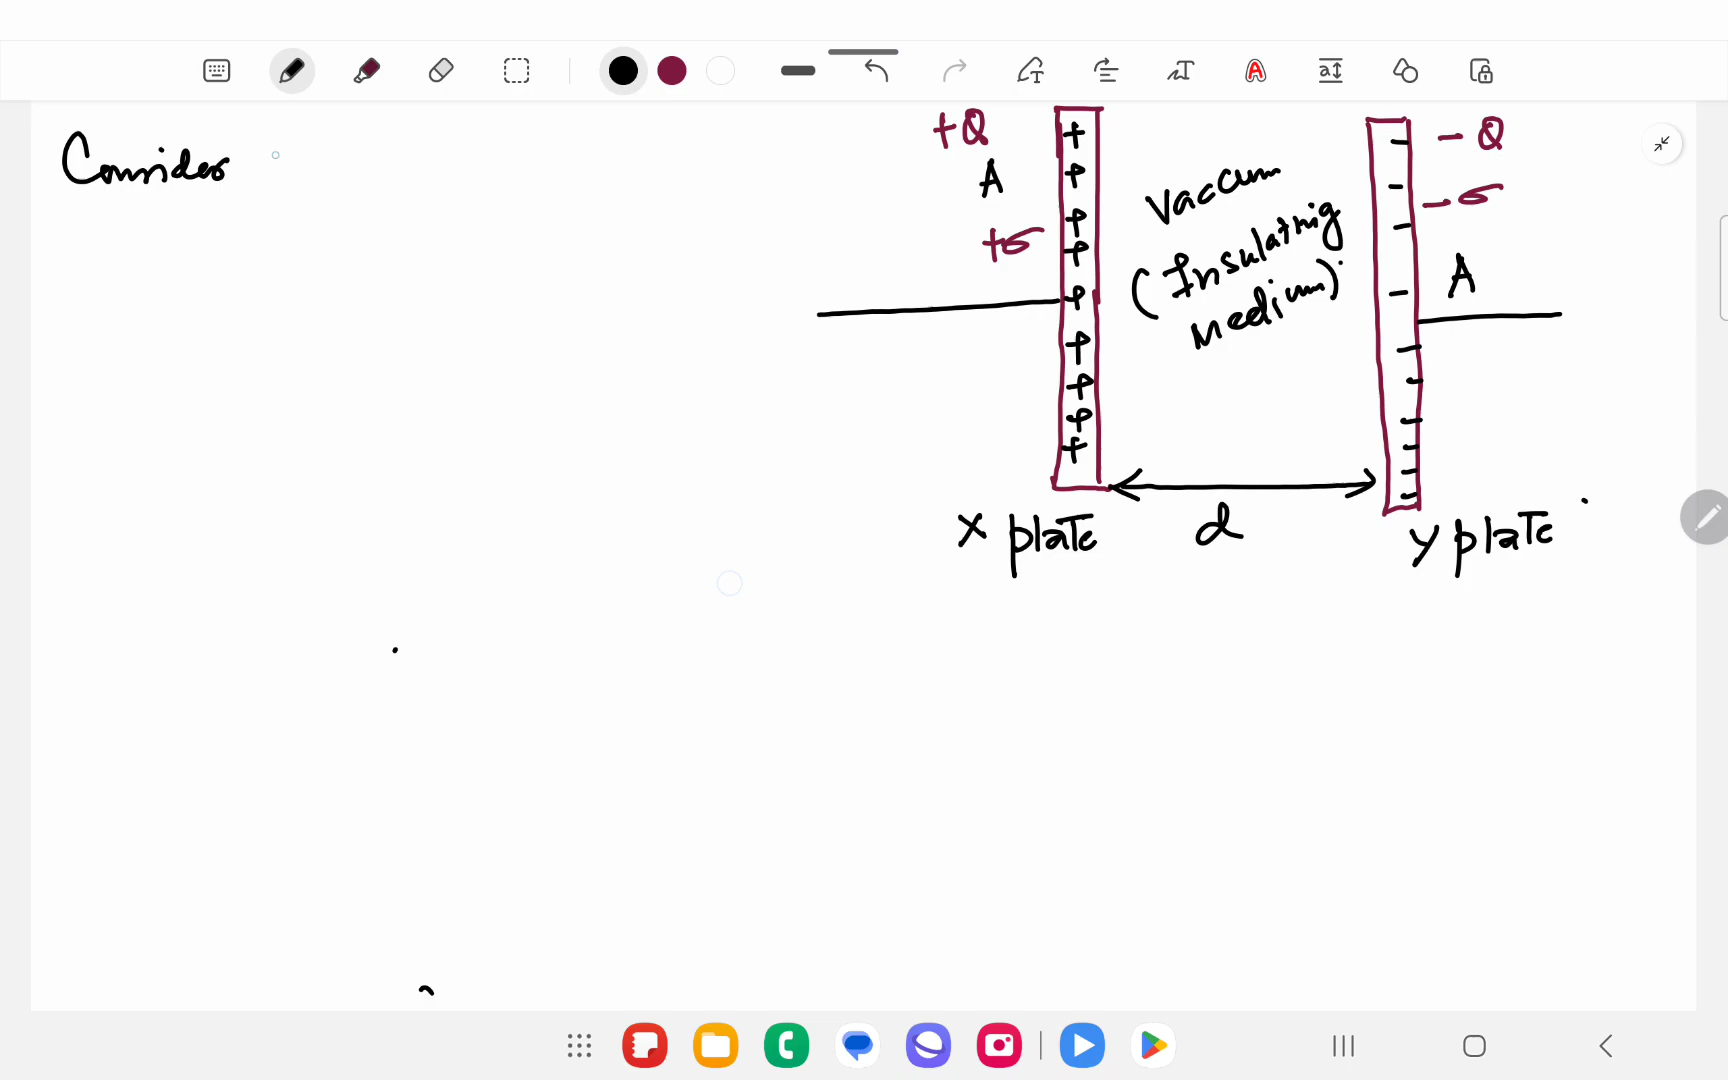 Consider
+Q
A
+σ
Vaccum
(Insulating
medium)
- Q
-σ
A
X plate
d
y plate